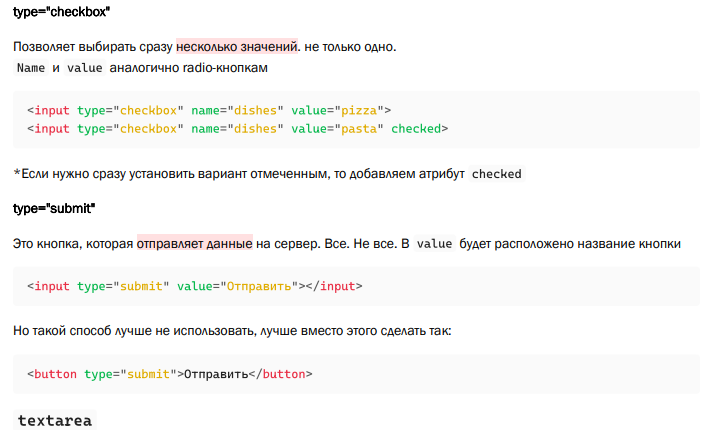 type="checkbox"
Позволяет выбирать сразу несколько значений. не только одно.
Name и value аналогично radio-кнопкам
<input type="checkbox" name="dishes" value="pizza">
<input type="checkbox" name="dishes" value="pasta" checked>
*Если нужно сразу установить вариант отмеченным, то добавляем атрибут checked
type="submit"
Это кнопка, которая отправляет данные на сервер. Все. Не все. В value будет расположено название кнопки
<input type="submit" value="Отправить"></input>
Но такой способ лучше не использовать, лучше вместо этого сделать так:
<button type="submit">Отправить</button>
textarea